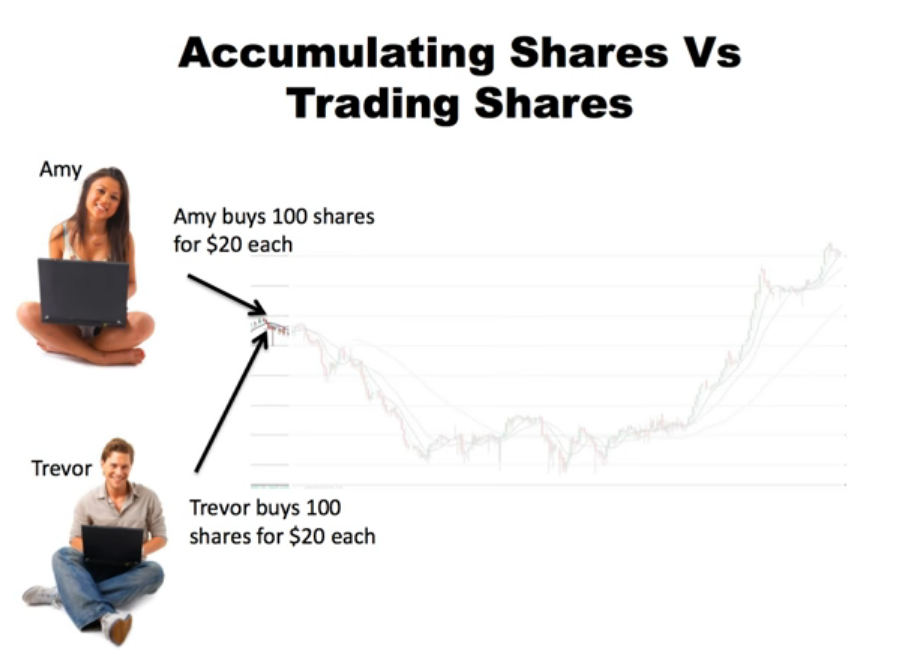 Accumulating Shares Vs
Trading Shares
Amy
Amy buys 100 shares
for $20 each
Trevor
Trevor buys 100
shares for $20 each